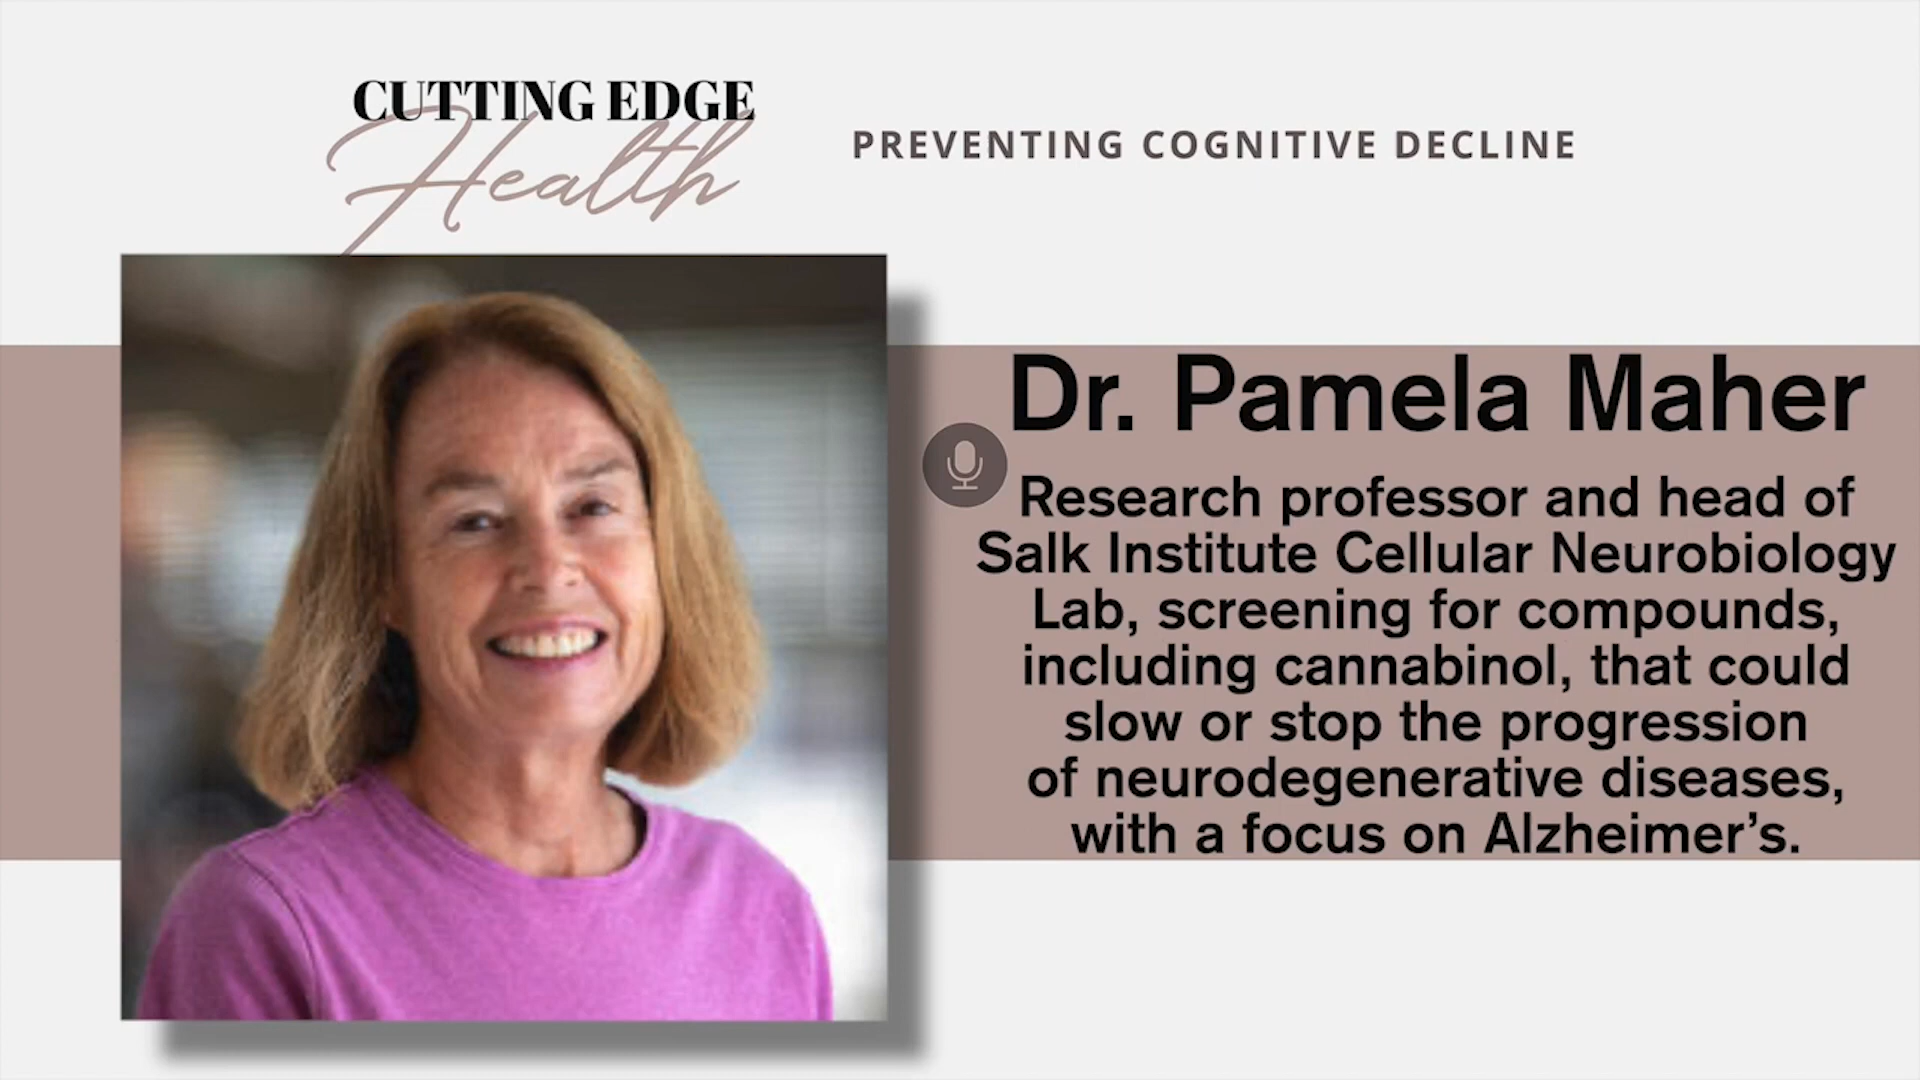 CUTTING EDGE
Health
PREVENTING COGNITIVE DECLINE
Dr. Pamela Maher
Research professor and head of
Salk Institute Cellular Neurobiology
Lab, screening for compounds,
including cannabinol, that could
slow or stop the progression
of neurodegenerative diseases,
with a focus on Alzheimer’s.